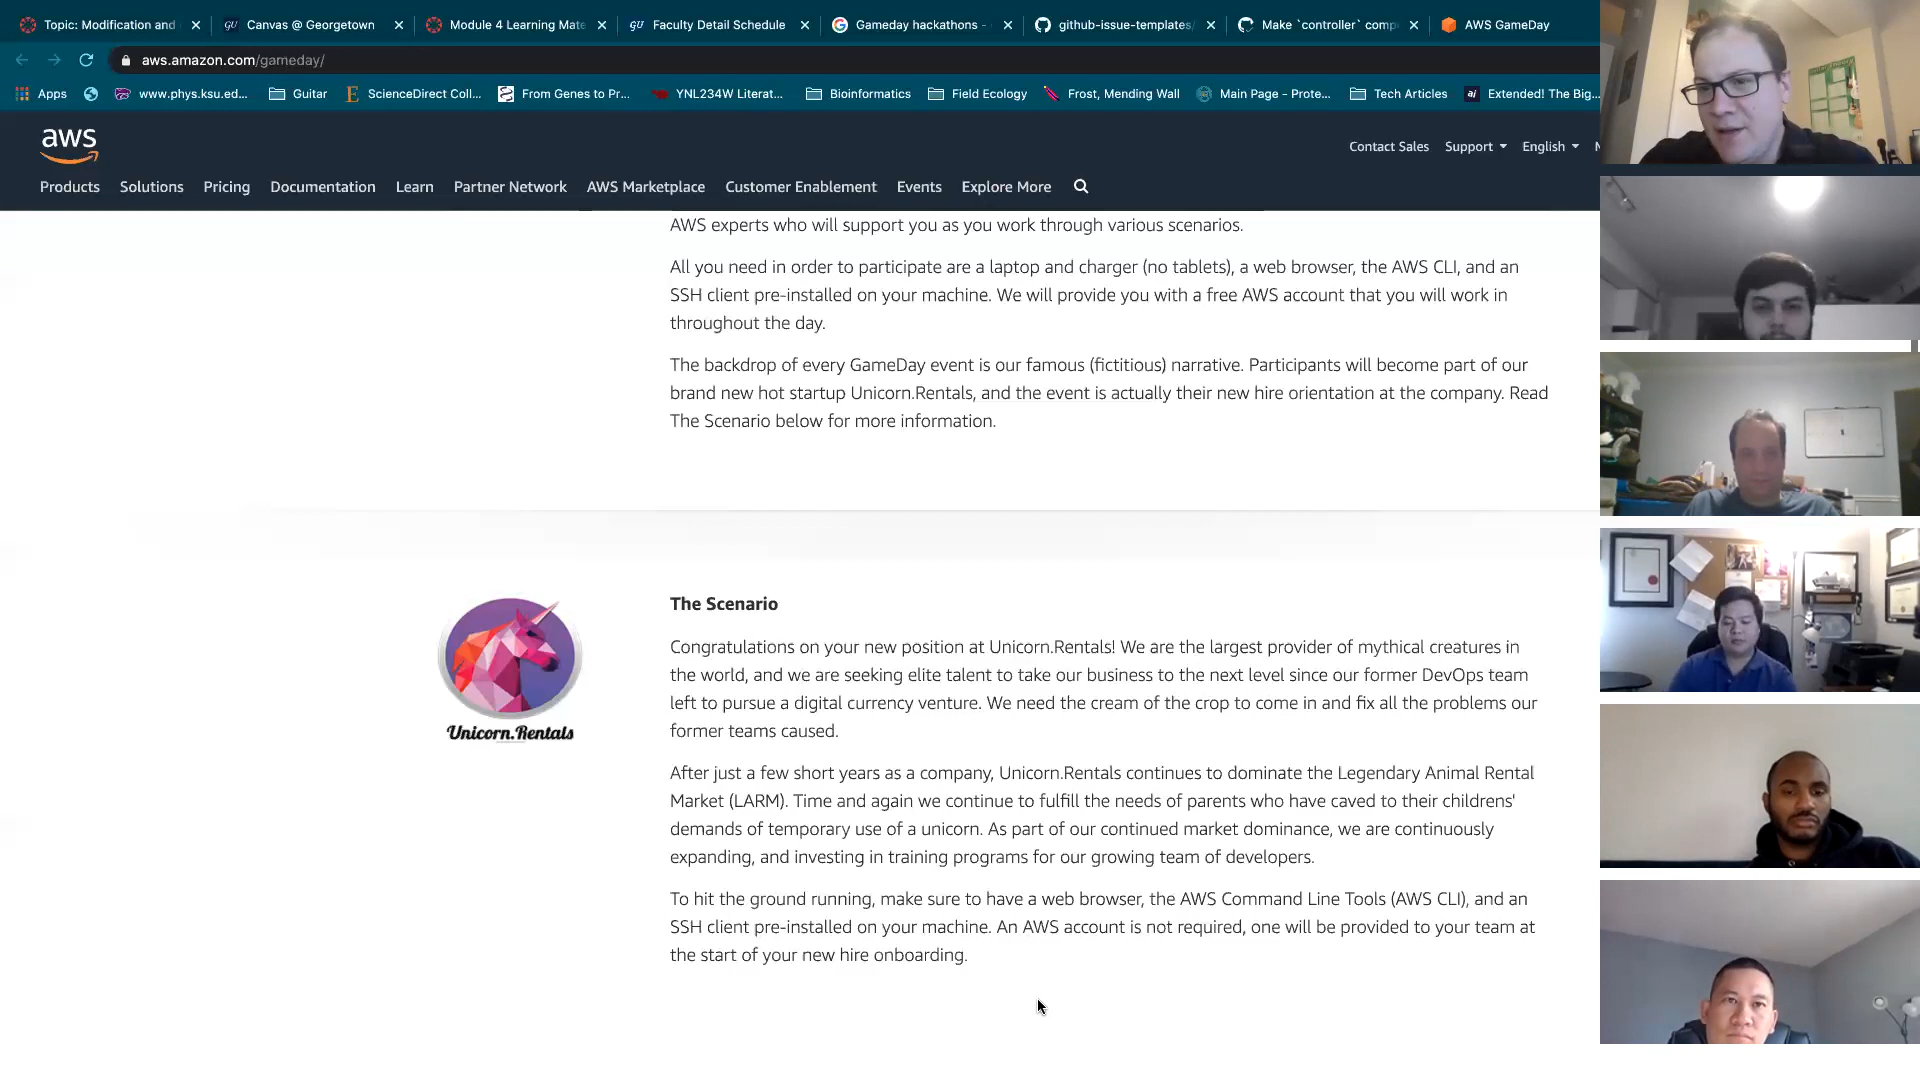 Topic: Modification and
Canvas @ Georgetown
Module 4 Learning Mate
Faculty Detail Schedule
Gameday hackathons -
github-issue-templates/
Make `controller` comp
AWS GameDay
aws.amazon.com/gameday/
Apps
www.phys.ksu.ed...
Guitar
ScienceDirect Coll...
From Genes to Pr...
YNL234W Literat...
Bioinformatics
Field Ecology
Frost, Mending Wall
Main Page - Prote...
Tech Articles
Extended! The Big...
aws
Contact Sales
Support
English
Products
Solutions
Pricing
Documentation
Learn
Partner Network
AWS Marketplace
Customer Enablement
Events
Explore More
AWS experts who will support you as you work through various scenarios.
All you need in order to participate are a laptop and charger (no tablets), a web browser, the AWS CLI, and an
SSH client pre-installed on your machine. We will provide you with a free AWS account that you will work in
throughout the day.
The backdrop of every GameDay event is our famous (fictitious) narrative. Participants will become part of our
brand new hot startup Unicorn.Rentals, and the event is actually their new hire orientation at the company. Read
The Scenario below for more information.
Unicorn.Rentals
The Scenario
Congratulations on your new position at Unicorn.Rentals! We are the largest provider of mythical creatures in
the world, and we are seeking elite talent to take our business to the next level since our former DevOps team
left to pursue a digital currency venture. We need the cream of the crop to come in and fix all the problems our
former teams caused.
After just a few short years as a company, Unicorn.Rentals continues to dominate the Legendary Animal Rental
Market (LARM). Time and again we continue to fulfill the needs of parents who have caved to their childrens'
demands of temporary use of a unicorn. As part of our continued market dominance, we are continuously
expanding, and investing in training programs for our growing team of developers.
To hit the ground running, make sure to have a web browser, the AWS Command Line Tools (AWS CLI), and an
SSH client pre-installed on your machine. An AWS account is not required, one will be provided to your team at
the start of your new hire onboarding.